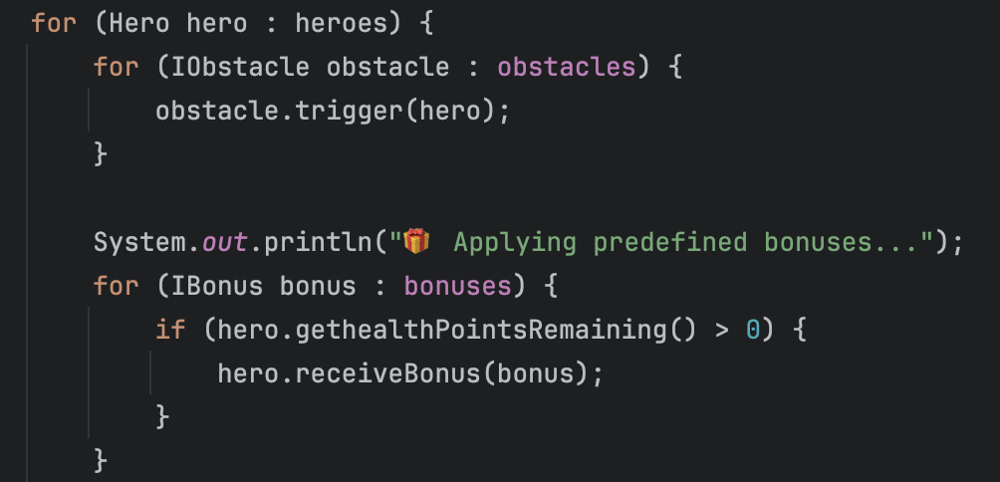 for (Hero hero : heroes) {
    for (IObstacle obstacle : obstacles) {
        obstacle.trigger(hero);
    }

    System.out.println("🎁 Applying predefined bonuses...");
    for (IBonus bonus : bonuses) {
        if (hero.gethealthPointsRemaining() > 0) {
            hero.receiveBonus(bonus);
        }
    }